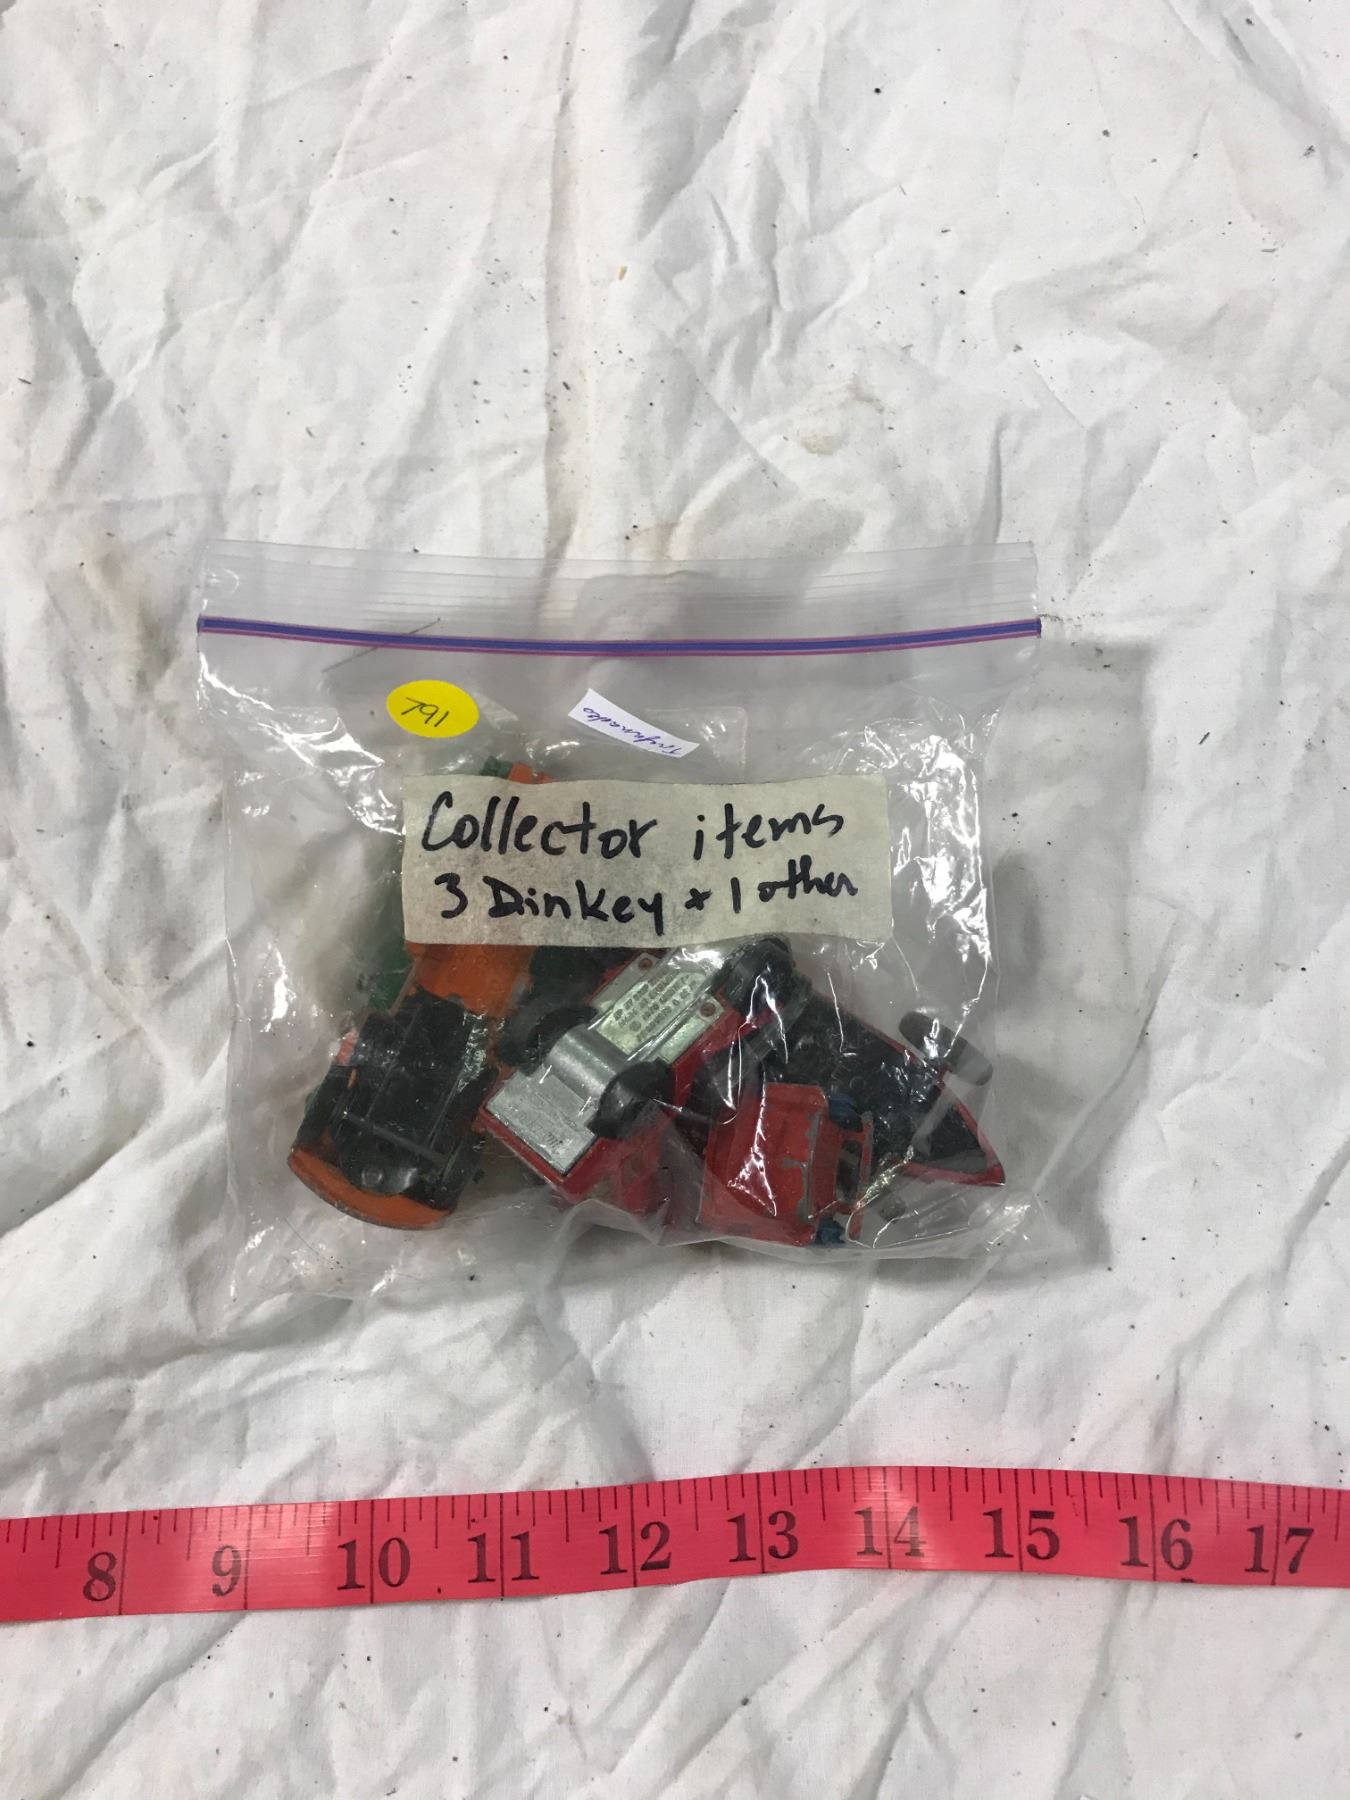 791
Collector items
3 Dinkey + 1 other
8 9 10 11 12 13 14 15 16 17